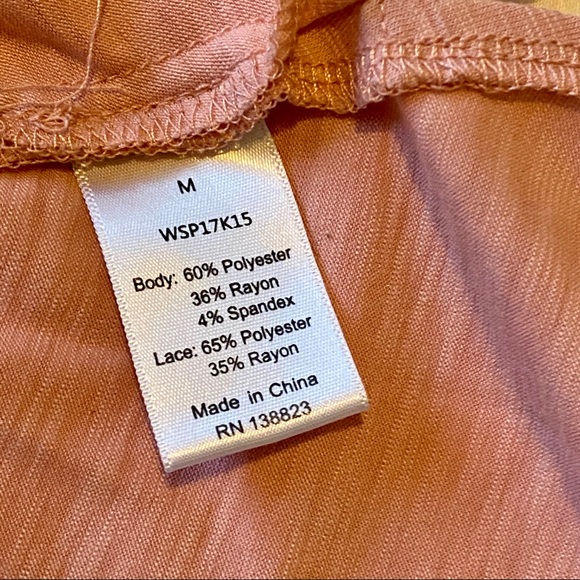 M
WSP17K15
Body: 60% Polyester
36% Rayon
4% Spandex
Lace: 65% Polyester
35% Rayon
Made in China
RN 138823